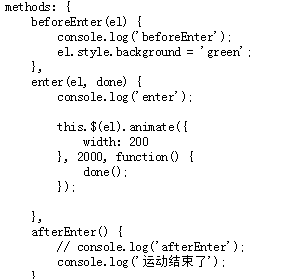 methods: {
    beforeEnter(el) {
        console.log('beforeEnter');
        el.style.background = 'green';
    },
    enter(el, done) {
        console.log('enter');

        this.$(el).animate({
            width: 200
        }, 2000, function() {
            done();
        });

    },
    afterEnter() {
        // console.log('afterEnter');
        console.log('运动结束了');